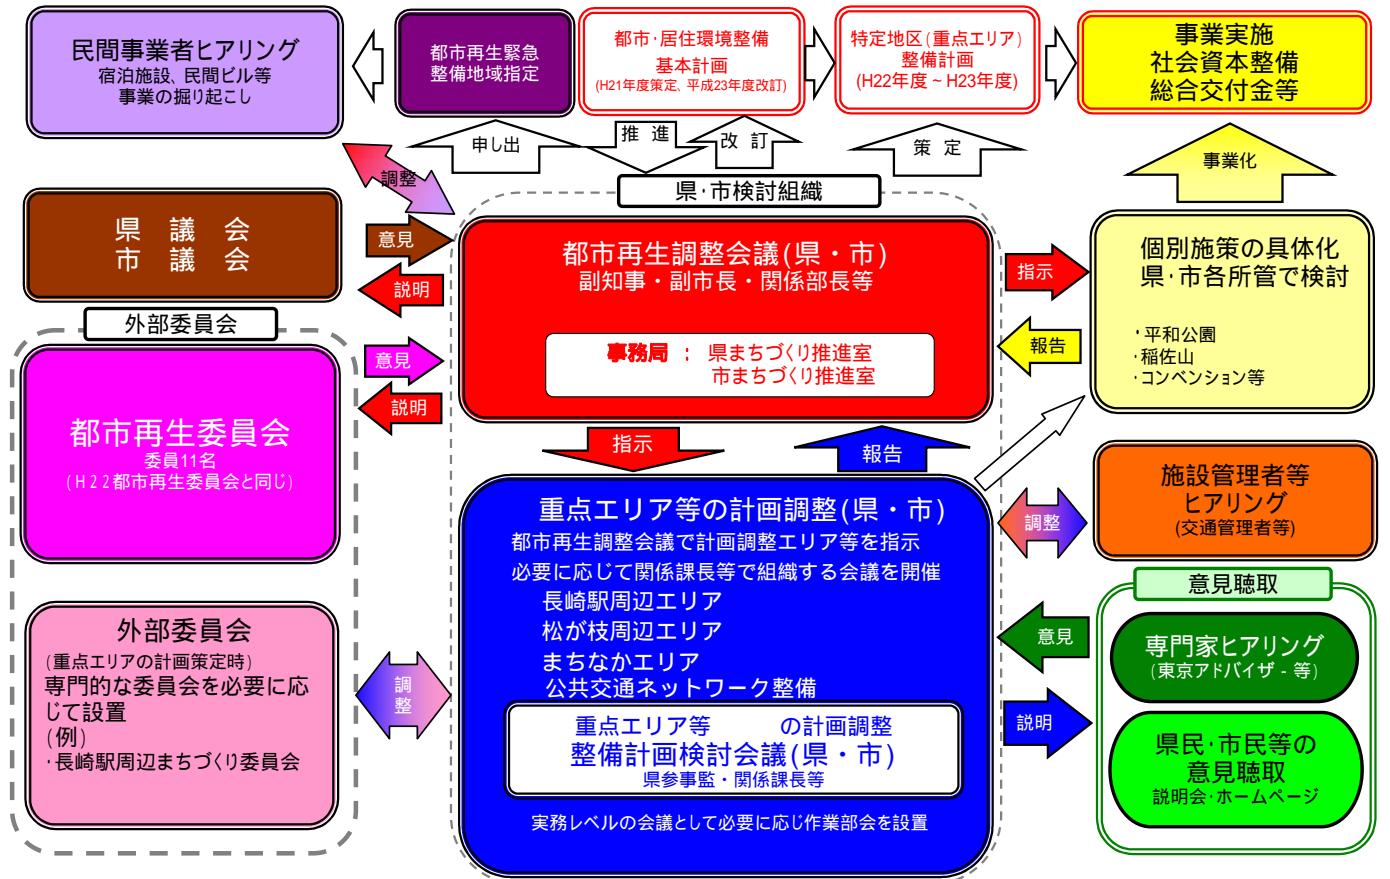 民間事業者ヒアリング
宿泊施設、民間ビル等
事業の掘り起こし
都市再生緊急
整備地域指定
都市・居住環境整備
基本計画
(H21年度策定、平成23年度改訂)
特定地区(重点エリア)
整備計画
(H22年度~H23年度)
事業実施
社会資本整備
総合交付金等
申し出
推 進
改 訂
策 定
事業化
調整
県・市検討組織
県 議 会
市 議 会
意見
説明
都市再生調整会議(県・市)
副知事・副市長・関係部長等
事務局 : 県まちづくり推進室
市まちづくり推進室
指示
報告
個別施策の具体化
県・市各所管で検討
・平和公園
・稲佐山
・コンベンション等
外部委員会
都市再生委員会
委員11名
(H22都市再生委員会と同じ)
意見
説明
指示
報告
重点エリア等の計画調整(県・市)
都市再生調整会議で計画調整エリア等を指示
必要に応じて関係課長等で組織する会議を開催
長崎駅周辺エリア
松が枝周辺エリア
まちなかエリア
公共交通ネットワーク整備
重点エリア等 の計画調整
整備計画検討会議(県・市)
県参事監・関係課長等
実務レベルの会議として必要に応じ作業部会を設置
調整
施設管理者等
ヒアリング
(交通管理者等)
外部委員会
(重点エリアの計画策定時)
専門的な委員会を必要に応
じて設置
(例)
・長崎駅周辺まちづくり委員会
調
整
意見聴取
意見
説明
専門家ヒアリング
(東京アドバイザ-等)
県民・市民等の
意見聴取
説明会・ホームページ